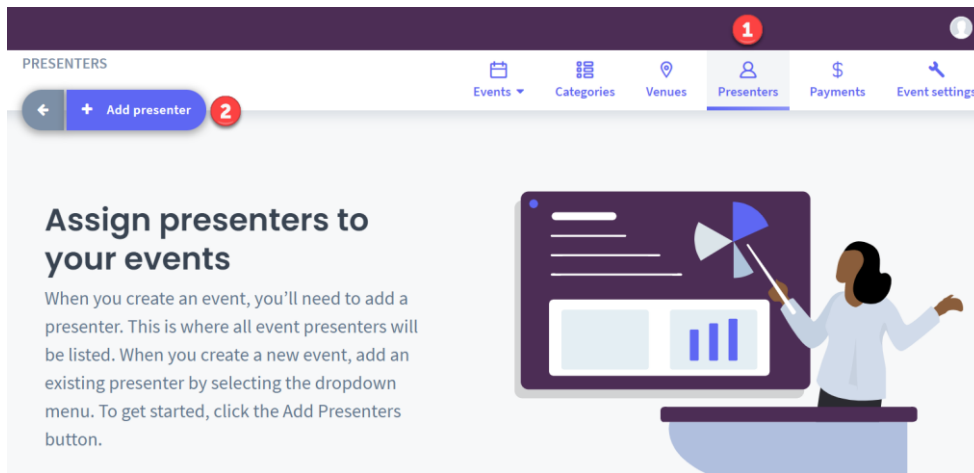 1
PRESENTERS
Events
Categories
Venues
Presenters
Payments
Event settings
+ Add presenter
2
Assign presenters to
your events
When you create an event, you'll need to add a
presenter. This is where all event presenters will
be listed. When you create a new event, add an
existing presenter by selecting the dropdown
menu. To get started, click the Add Presenters
button.